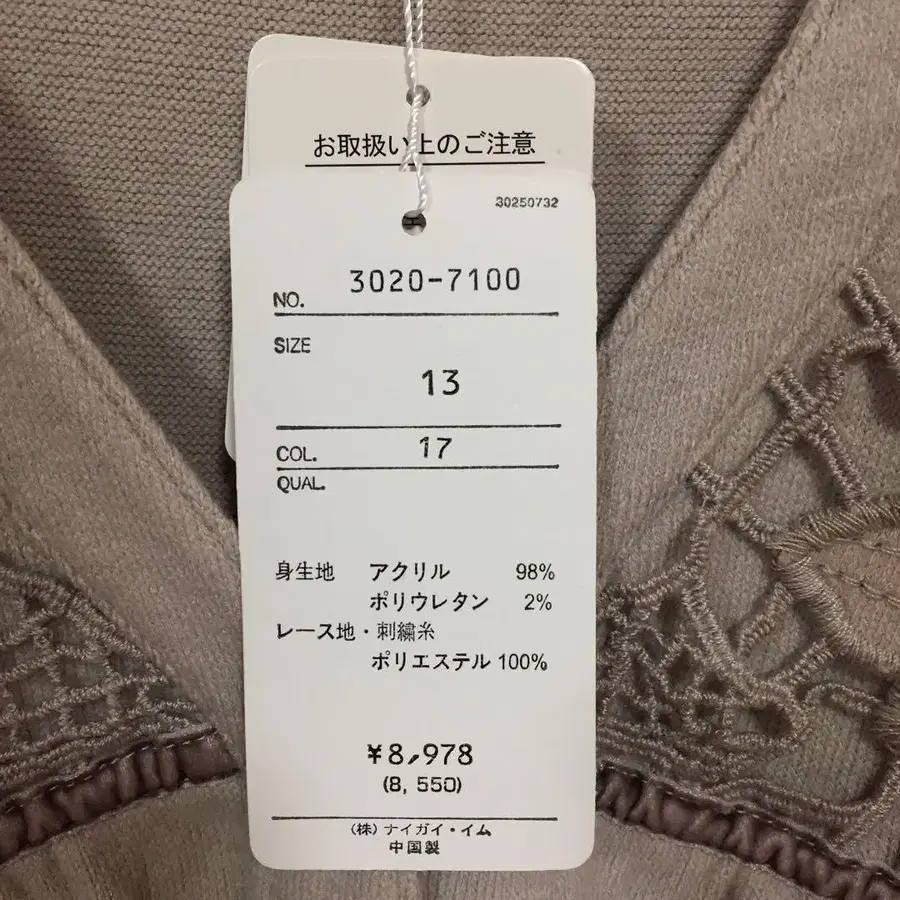 お取扱い上のご注意
30250732
NO. 3020-7100
SIZE
13
COL. 17
QUAL.
身生地 アクリル 98%
ポリウレタン 2%
レース地・刺繍糸
ポリエステル 100%
¥8,978
(8,550)
(株)ナイガイ・イム
中国製